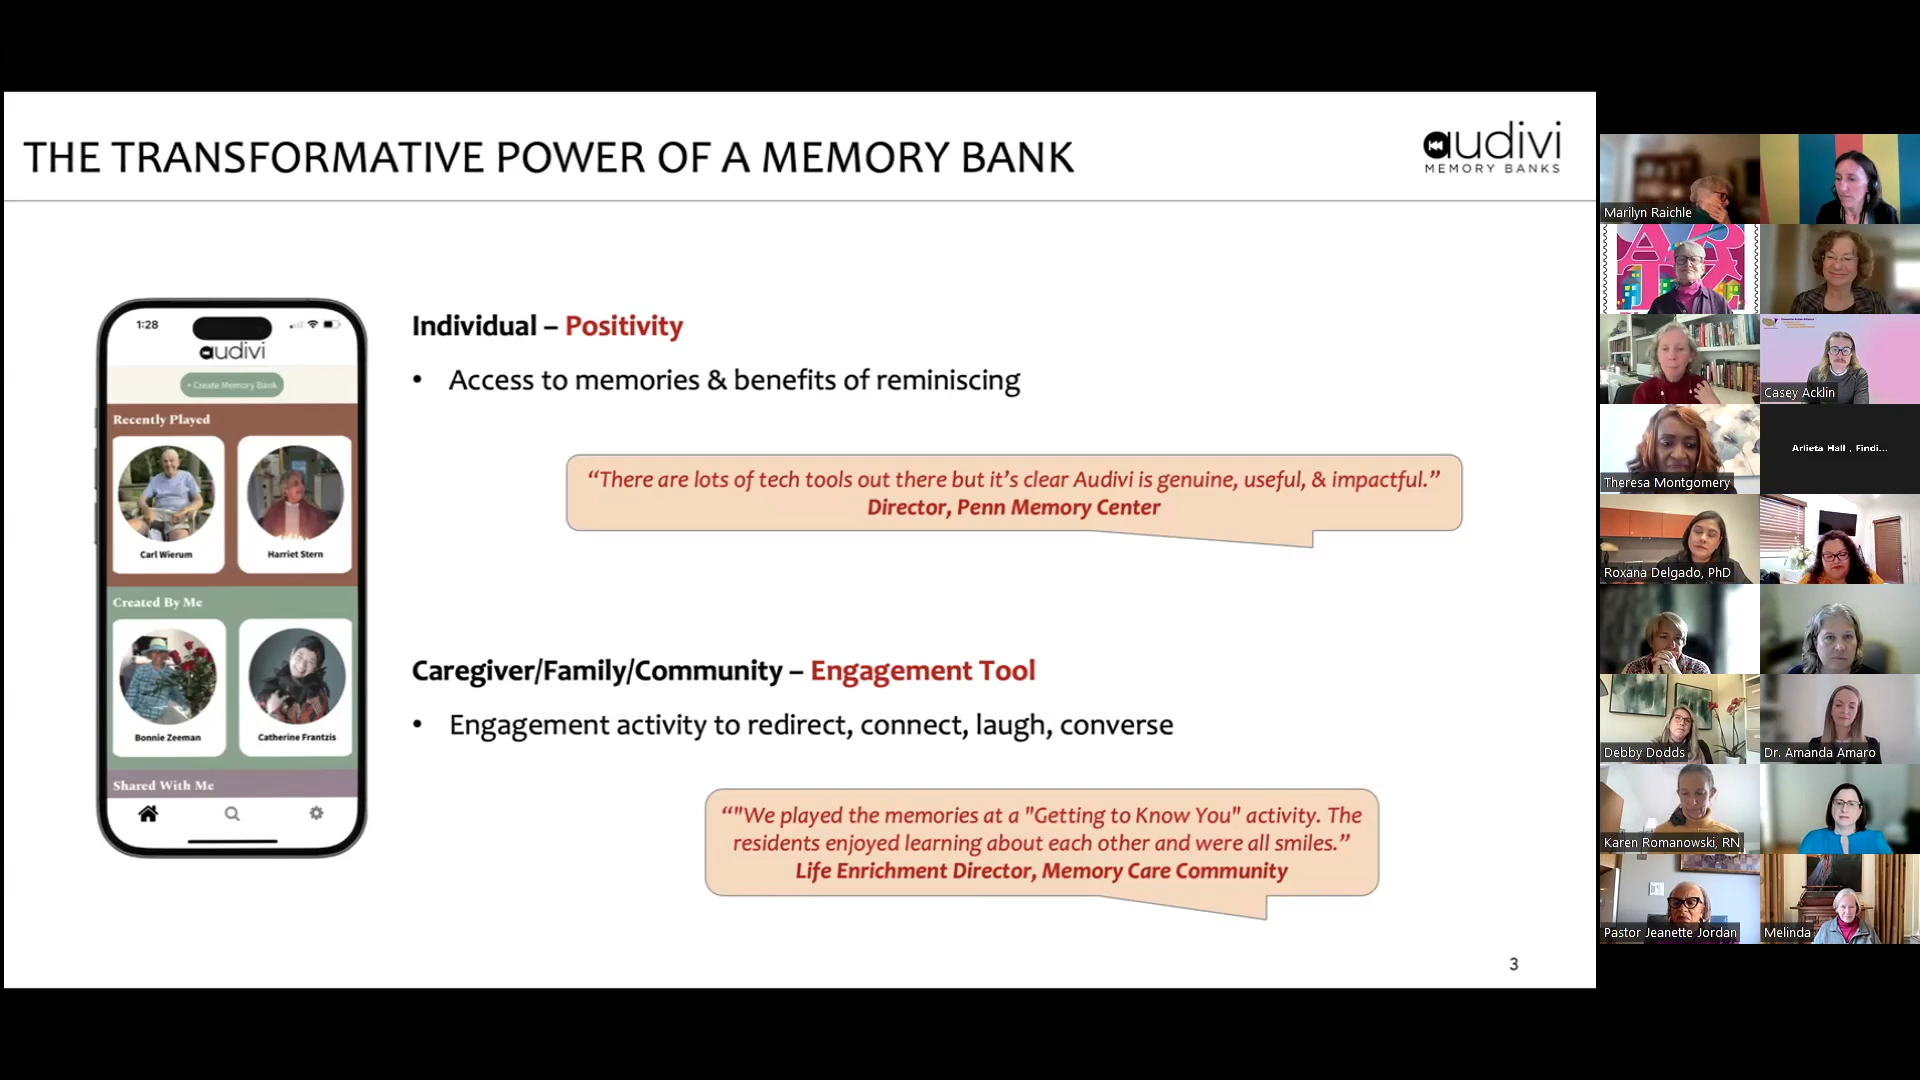 THE TRANSFORMATIVE POWER OF A MEMORY BANK
audivi
MEMORY BANKS
1:28
audivi
+ Create Memory Bank
Recently Played
Carl Wierum
Harriet Stern
Created By Me
Bonnie Zeeman
Catherine Frantzis
Shared With Me
Individual – Positivity
• Access to memories & benefits of reminiscing
“There are lots of tech tools out there but it’s clear Audivi is genuine, useful, & impactful.”
Director, Penn Memory Center
Caregiver/Family/Community – Engagement Tool
• Engagement activity to redirect, connect, laugh, converse
“"We played the memories at a "Getting to Know You" activity. The
residents enjoyed learning about each other and were all smiles.”
Life Enrichment Director, Memory Care Community
3
Marilyn Raichle
Casey Acklin
Theresa Montgomery
Arlieta Hall , Findi...
Roxana Delgado, PhD
Debby Dodds
Dr. Amanda Amaro
Karen Romanowski, RN
Pastor Jeanette Jordan
Melinda